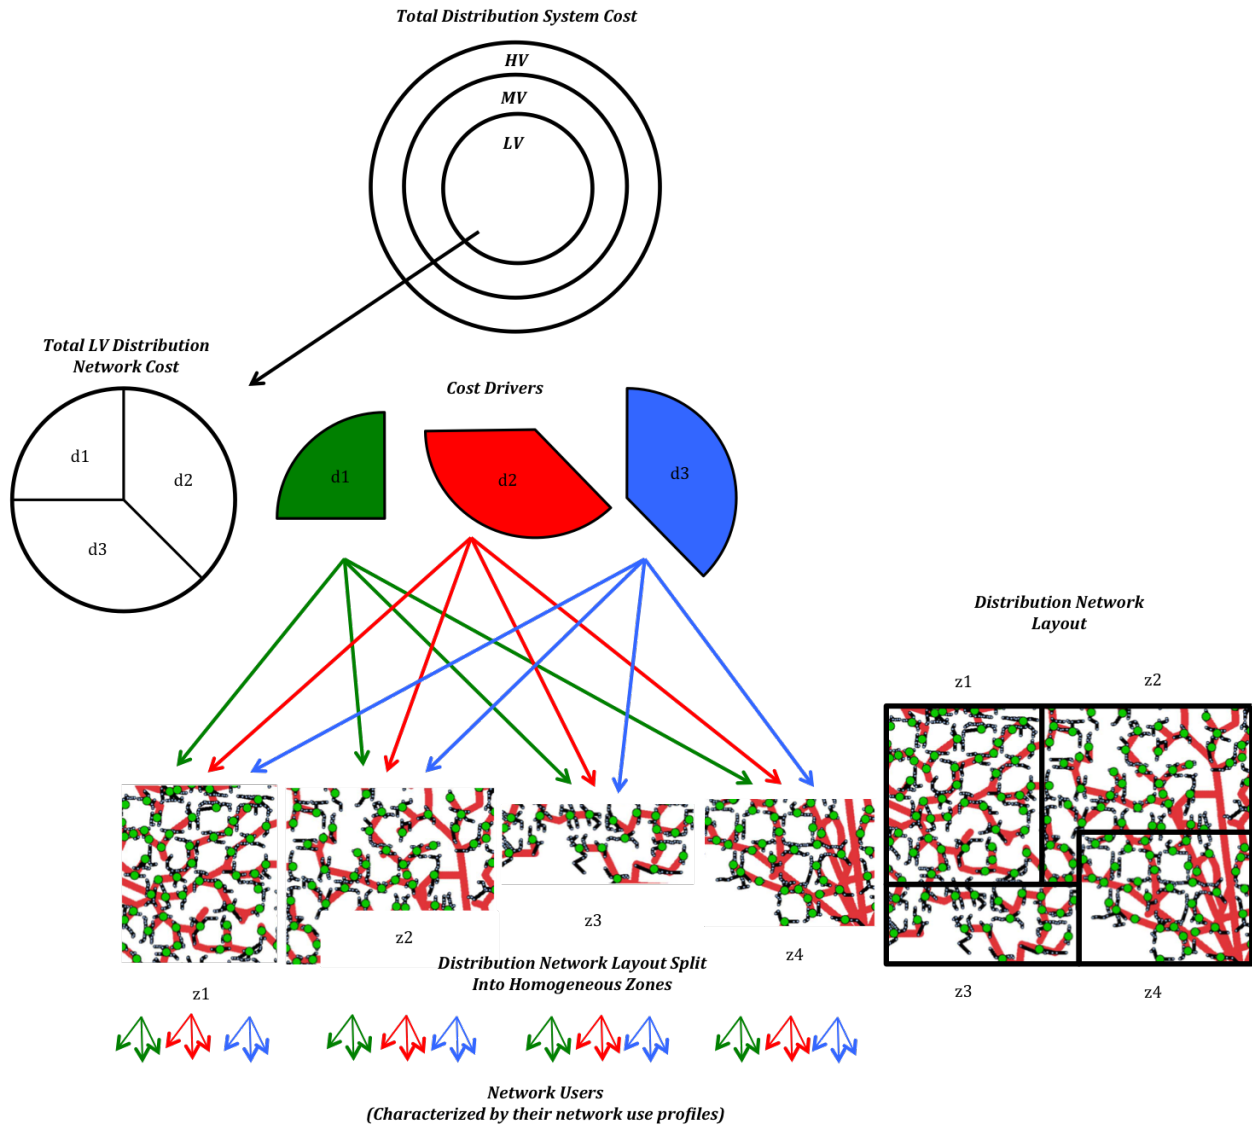 Total Distribution System Cost
HV
MV
LV
Total LV Distribution
Network Cost
Cost Drivers
d1
d2
d3
d1
d2
d3
Distribution Network
Layout
z1
z2
z3
z4
z1
z2
z3
z4
Distribution Network Layout Split
Into Homogeneous Zones
Network Users
(Characterized by their network use profiles)